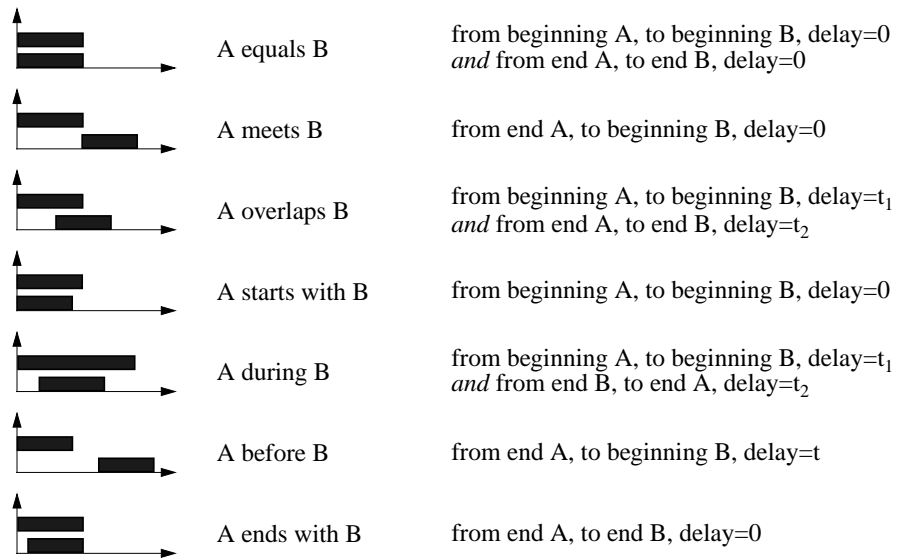 A equals B
from beginning A, to beginning B, delay=0
and from end A, to end B, delay=0
A meets B
from end A, to beginning B, delay=0
A overlaps B
from beginning A, to beginning B, delay=t₁
and from end A, to end B, delay=t₂
A starts with B
from beginning A, to beginning B, delay=0
A during B
from beginning A, to beginning B, delay=t₁
and from end B, to end A, delay=t₂
A before B
from end A, to beginning B, delay=t
A ends with B
from end A, to end B, delay=0